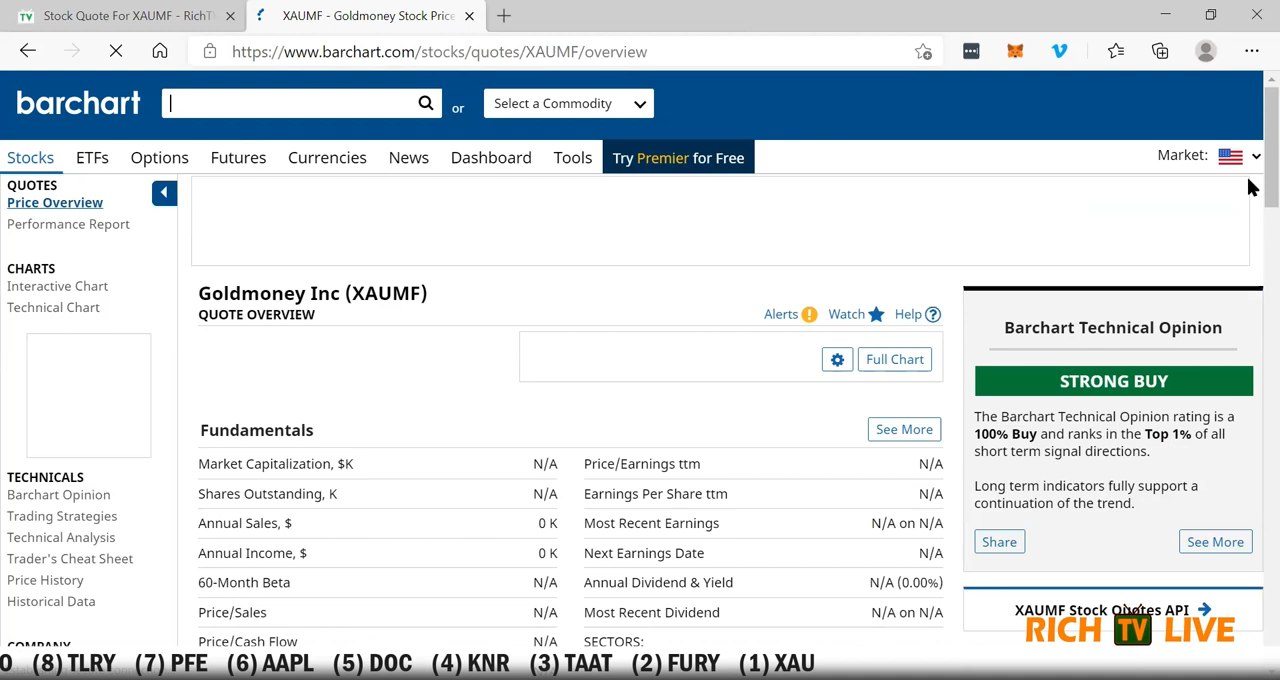 Stock Quote For XAUMF - RichT
XAUMF - Goldmoney Stock Price
https://www.barchart.com/stocks/quotes/XAUMF/overview
barchart
or
Select a Commodity
Stocks ETFs Options Futures Currencies News Dashboard Tools Try Premier for Free
Market:
QUOTES
Price Overview
Performance Report
CHARTS
Interactive Chart
Technical Chart
TECHNICALS
Barchart Opinion
Trading Strategies
Technical Analysis
Trader's Cheat Sheet
Price History
Historical Data
COMPANY
Goldmoney Inc (XAUMF)
QUOTE OVERVIEW
Alerts Watch Help
Full Chart
Fundamentals
See More
Market Capitalization, $K N/A Price/Earnings ttm N/A
Shares Outstanding, K N/A Earnings Per Share ttm N/A
Annual Sales, $ 0 K Most Recent Earnings N/A on N/A
Annual Income, $ 0 K Next Earnings Date N/A
60-Month Beta N/A Annual Dividend & Yield N/A (0.00%)
Price/Sales N/A Most Recent Dividend N/A on N/A
Price/Cash Flow N/A SECTORS:
Barchart Technical Opinion
STRONG BUY
The Barchart Technical Opinion rating is a
100% Buy and ranks in the Top 1% of all
short term signal directions.
Long term indicators fully support a
continuation of the trend.
Share See More
XAUMF Stock Quotes API
RICH TV LIVE
O (8) TLRY (7) PFE (6) AAPL (5) DOC (4) KNR (3) TAAT (2) FURY (1) XAU